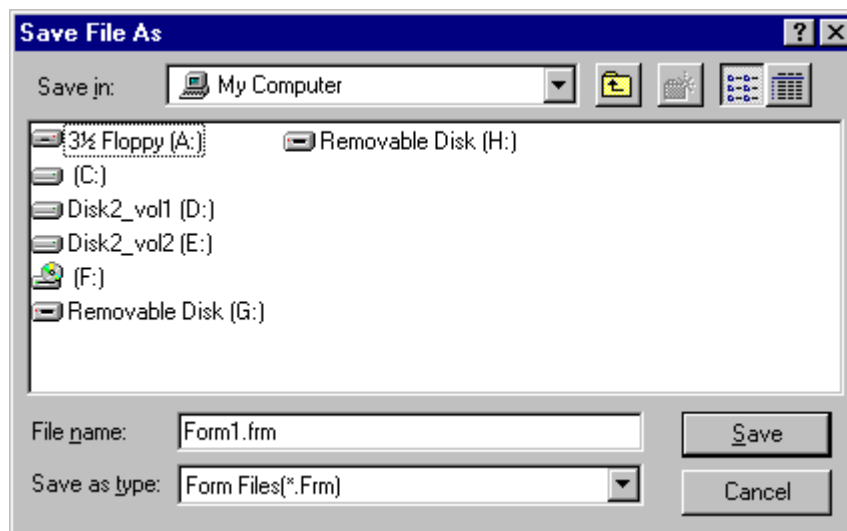 Save File As
Save in: My Computer
3½ Floppy (A:) Removable Disk (H:)
(C:)
Disk2_vol1 (D:)
Disk2_vol2 (E:)
(F:)
Removable Disk (G:)
File name: Form1.frm Save
Save as type: Form Files(*.Frm) Cancel